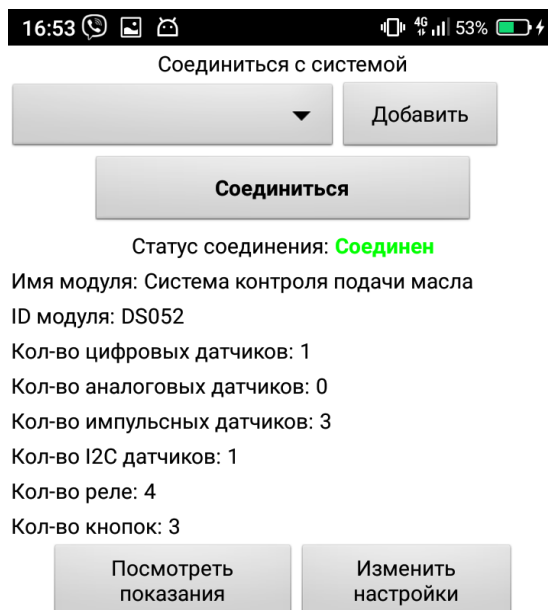 16:53 4G 53%
Соединиться с системой
Добавить
Соединиться
Статус соединения: Соединен
Имя модуля: Система контроля подачи масла
ID модуля: DS052
Кол-во цифровых датчиков: 1
Кол-во аналоговых датчиков: 0
Кол-во импульсных датчиков: 3
Кол-во I2C датчиков: 1
Кол-во реле: 4
Кол-во кнопок: 3
Посмотреть
показания
Изменить
настройки